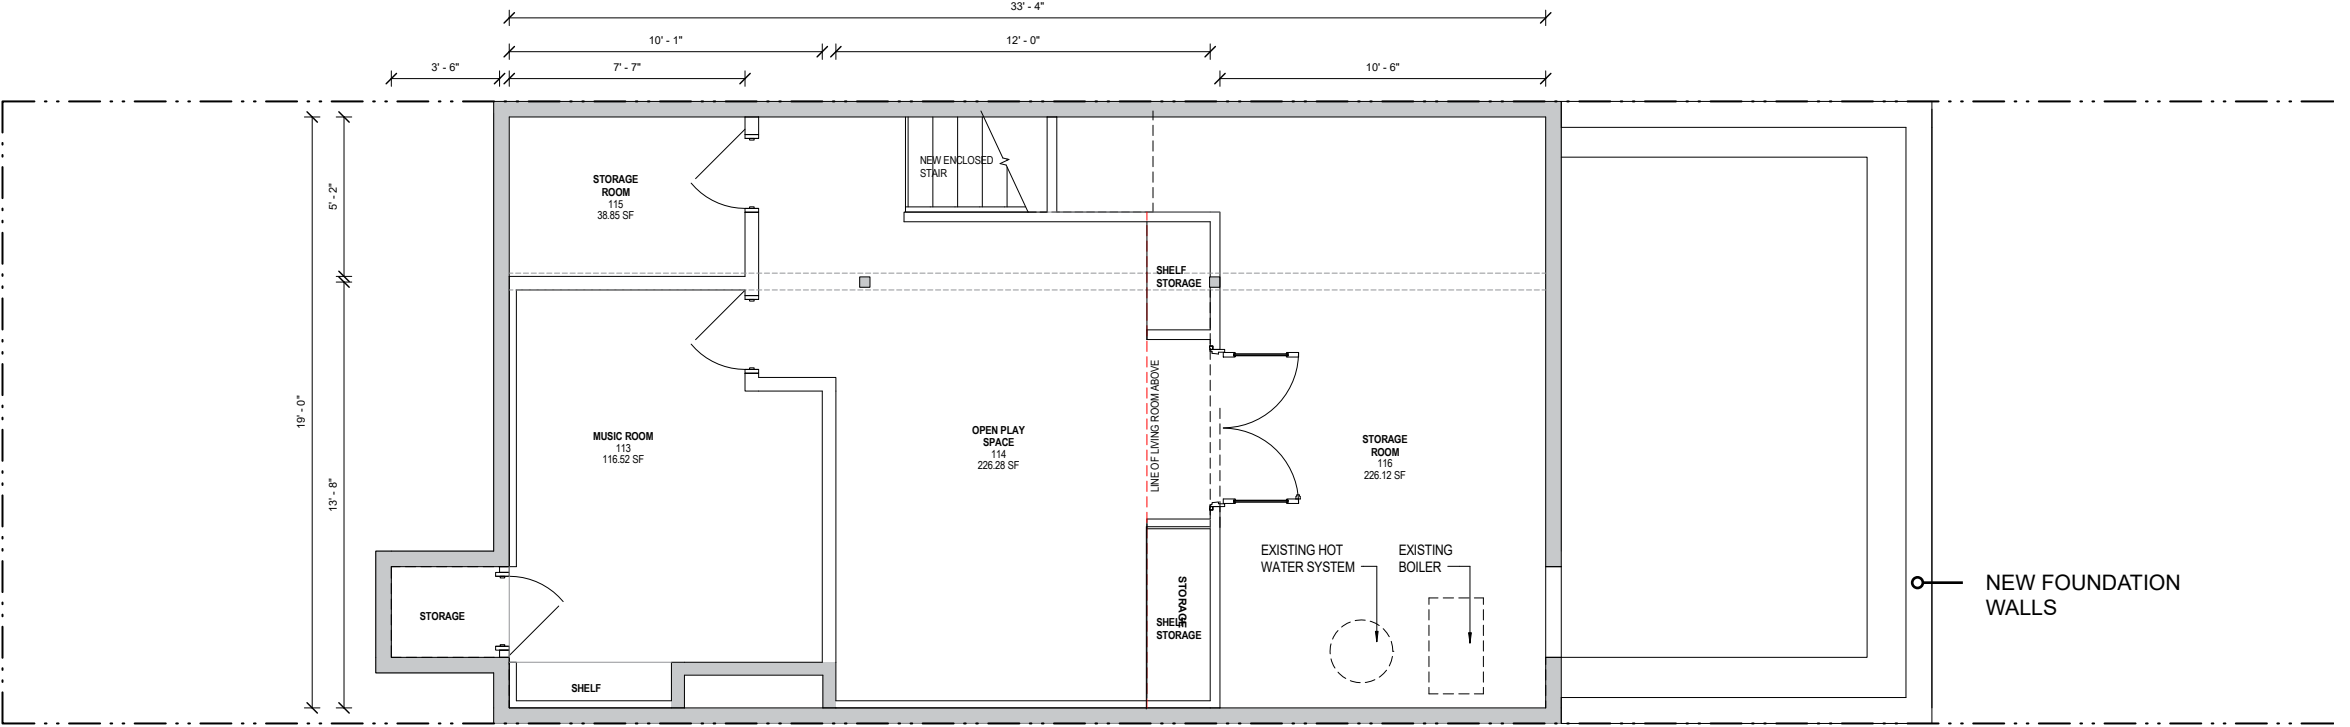 33' - 4"
10' - 1"
12' - 0"
3' - 6"
7' - 7"
10' - 6"
5' - 2"
19' - 0"
13' - 8"
NEW ENCLOSED
STAIR
STORAGE
ROOM
115
38.85 SF
SHELF
STORAGE
LINE OF LIVING ROOM ABOVE
MUSIC ROOM
113
116.52 SF
OPEN PLAY
SPACE
114
226.28 SF
STORAGE
ROOM
116
226.12 SF
EXISTING HOT
WATER SYSTEM
EXISTING
BOILER
STORAGE
STORAGE
SHELF
STORAGE
SHELF
NEW FOUNDATION
WALLS